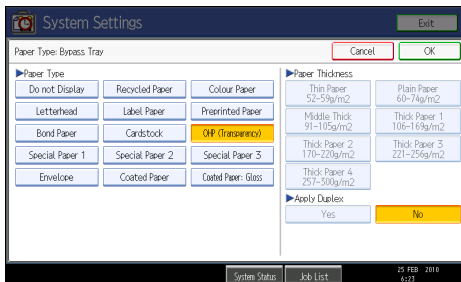 System Settings
Exit
Paper Type: Bypass Tray
Cancel
OK
▶Paper Type
Do not Display
Recycled Paper
Colour Paper
Letterhead
Label Paper
Preprinted Paper
Bond Paper
Cardstock
OHP (Transparency)
Special Paper 1
Special Paper 2
Special Paper 3
Envelope
Coated Paper
Coated Paper: Gloss
▶Paper Thickness
Thin Paper
52-59g/m2
Plain Paper
60-74g/m2
Middle Thick
91-105g/m2
Thick Paper 1
106-169g/m2
Thick Paper 2
170-220g/m2
Thick Paper 3
221-256g/m2
Thick Paper 4
257-300g/m2
▶Apply Duplex
Yes
No
System Status
Job List
25 FEB 2010
6:23